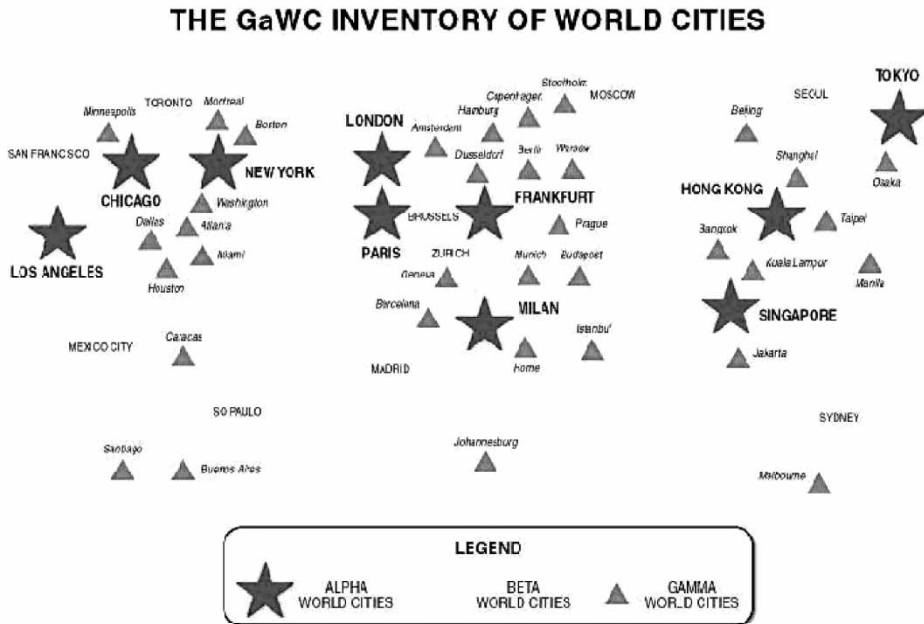 THE GaWC INVENTORY OF WORLD CITIES
TOKYO
Stockholm
SEOUL
Copenhagen
MOSCOW
TORONTO
Montreal
Minneapolis
Hamburg
Beijing
LONDON
Boston
Amsterdam
SAN FRANCSCO
Dusseldorf
Berlin
Warsaw
Shanghai
NEW YORK
Osaka
CHICAGO
Washington
FRANKFURT
HONG KONG
Dallas
BRUSSELS
Atlanta
Prague
Taipei
Bangkok
PARIS
ZURICH
Miami
Munich
Budapest
LOS ANGELES
Geneva
Kuala Lampur
Houston
Manila
Barcelana
MILAN
SINGAPORE
Caracas
Istanbul
MEXICO CITY
Jakarta
MADRID
Rome
SO PAULO
SYDNEY
Santiago
Johannesburg
Buenos Aires
Melbourne
LEGEND
ALPHA
WORLD CITIES
BETA
WORLD CITIES
GAMMA
WORLD CITIES